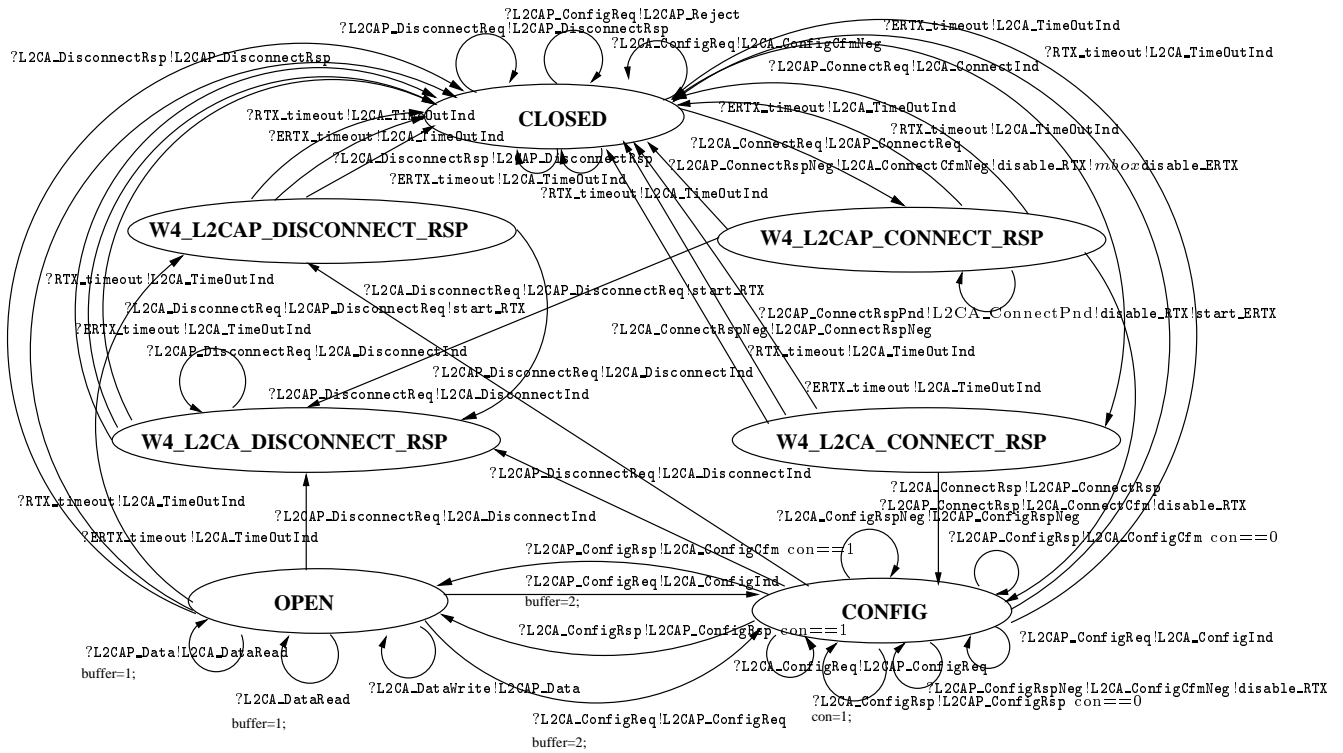 ?L2CAP_ConfigReq!L2CAP_Reject
?L2CAP_DisconnectReq!L2CAP_DisconnectRsp
?L2CA_ConfigReq!L2CA_ConfigCfmNeg
?ERTX_timeout!L2CA_TimeOutInd
?RTX_timeout!L2CA_TimeOutInd
?L2CA_DisconnectRsp!L2CAP_DisconnectRsp
?L2CAP_ConnectReq!L2CA_ConnectInd
?RTX_timeout!L2CA_TimeOutInd
CLOSED
?ERTX_timeout!L2CA_TimeOutInd
?ERTX_timeout!L2CA_TimeOutInd
?RTX_timeout!L2CA_TimeOutInd
?L2CA_ConnectReq!L2CAP_ConnectReq
?L2CA_DisconnectRsp!L2CAP_DisconnectRsp
?L2CAP_ConnectRspNeg!L2CA_ConnectCfmNeg!disable_RTX!mboxdisable_ERTX
?ERTX_timeout!L2CA_TimeOutInd
?RTX_timeout!L2CA_TimeOutInd
W4_L2CAP_DISCONNECT_RSP
W4_L2CAP_CONNECT_RSP
?RTX_timeout!L2CA_TimeOutInd
?L2CA_DisconnectReq!L2CAP_DisconnectReq!start_RTX
?L2CA_DisconnectReq!L2CAP_DisconnectReq!start_RTX
?L2CAP_ConnectRspPnd!L2CA_ConnectPnd!disable_RTX!start_ERTX
?ERTX_timeout!L2CA_TimeOutInd
?L2CA_ConnectRspNeg!L2CAP_ConnectRspNeg
?L2CAP_DisconnectReq!L2CA_DisconnectInd
?RTX_timeout!L2CA_TimeOutInd
?L2CAP_DisconnectReq!L2CA_DisconnectInd
?L2CAP_DisconnectReq!L2CA_DisconnectInd
?ERTX_timeout!L2CA_TimeOutInd
W4_L2CA_DISCONNECT_RSP
W4_L2CA_CONNECT_RSP
?L2CAP_DisconnectReq!L2CA_DisconnectInd
?L2CA_ConnectRsp!L2CAP_ConnectRsp
?RTX_timeout!L2CA_TimeOutInd
?L2CAP_ConnectRsp!L2CA_ConnectCfm!disable_RTX
?L2CAP_DisconnectReq!L2CA_DisconnectInd
?L2CA_ConfigRspNeg!L2CAP_ConfigRspNeg
?ERTX_timeout!L2CA_TimeOutInd
?L2CAP_ConfigRsp!L2CA_ConfigCfm con==0
?L2CAP_ConfigRsp!L2CA_ConfigCfm con==1
?L2CAP_ConfigReq!L2CA_ConfigInd
buffer=2;
OPEN
CONFIG
?L2CA_ConfigRsp!L2CAP_ConfigRsp con==1
?L2CAP_ConfigReq!L2CA_ConfigInd
?L2CAP_Data!L2CA_DataRead
buffer=1;
?L2CA_ConfigReq!L2CAP_ConfigReq
?L2CA_DataWrite!L2CAP_Data
?L2CAP_ConfigRspNeg!L2CA_ConfigCfmNeg!disable_RTX
?L2CA_DataRead
buffer=1;
?L2CA_ConfigRsp!L2CAP_ConfigRsp con==0
con=1;
?L2CA_ConfigReq!L2CAP_ConfigReq
buffer=2;